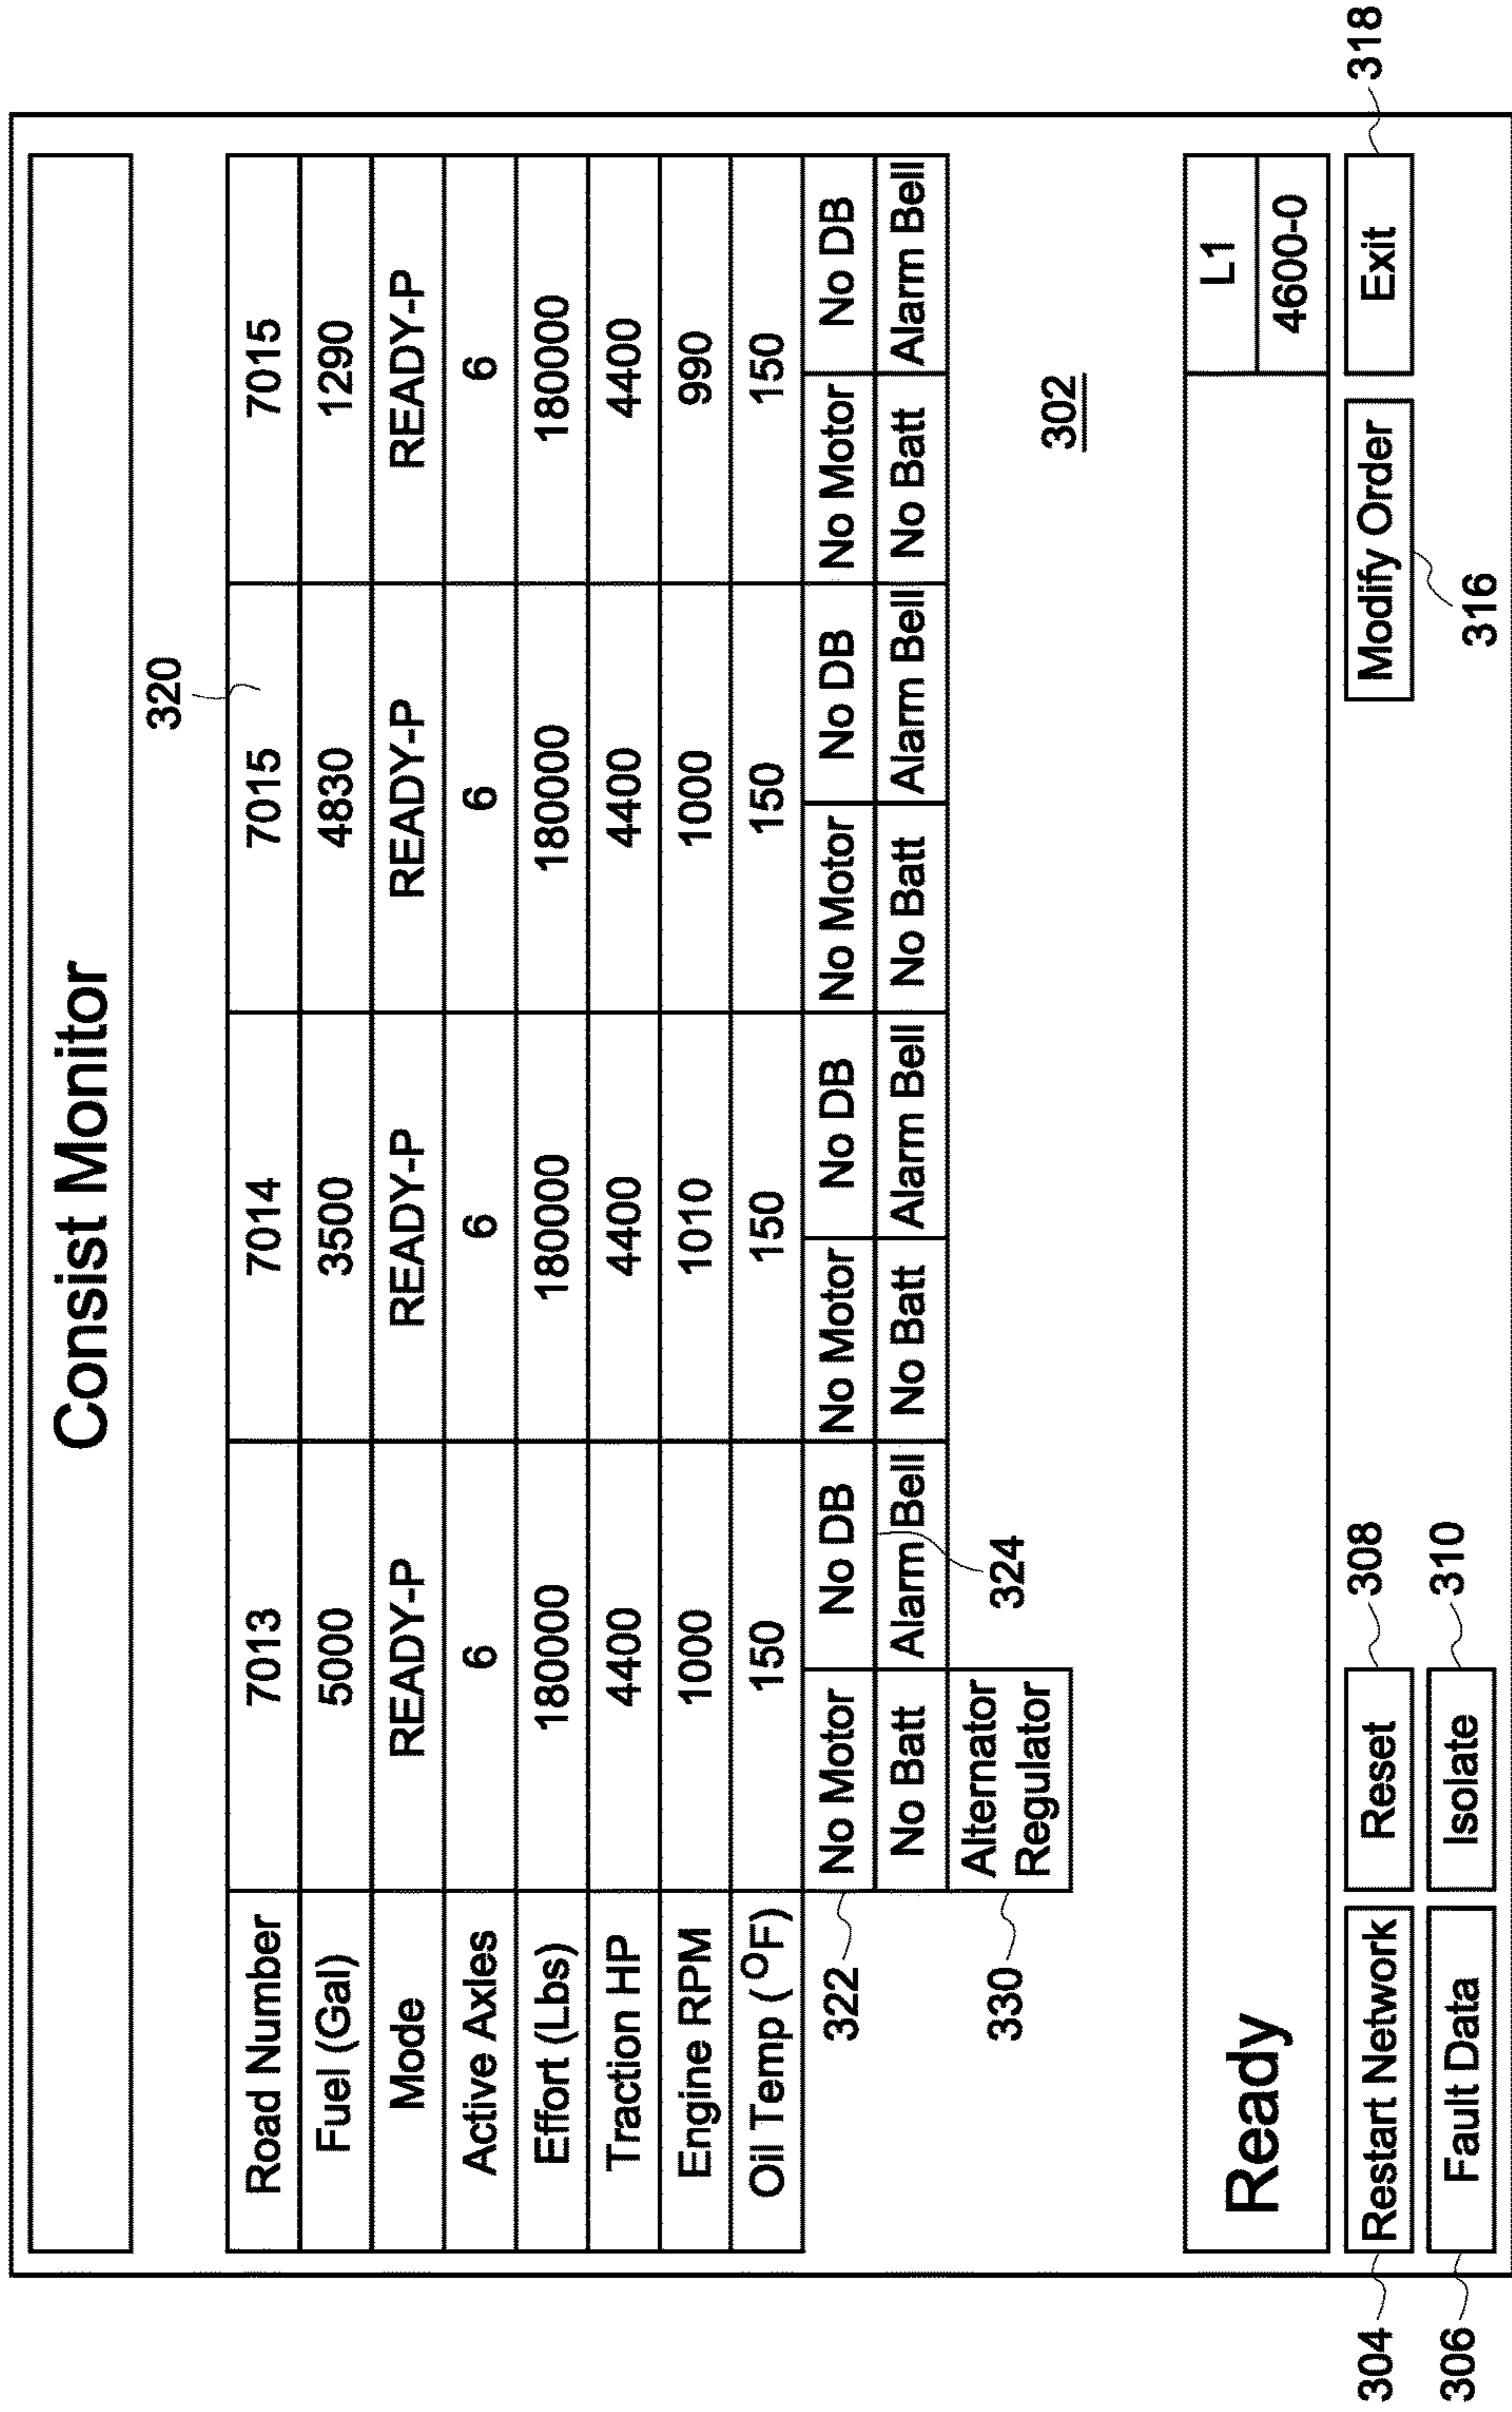 Consist Monitor
320
Road Number 7013 7014 7015 7015
Fuel (Gal) 5000 3500 4830 1290
Mode READY-P READY-P READY-P READY-P
Active Axles 6 6 6 6
Effort (Lbs) 180000 180000 180000 180000
Traction HP 4400 4400 4400 4400
Engine RPM 1000 1010 1000 990
Oil Temp (°F) 150 150 150 150
322 No Motor No DB No Motor No DB No Motor No DB No Motor No DB
No Batt Alarm Bell No Batt Alarm Bell No Batt Alarm Bell No Batt Alarm Bell
330 Alternator 324
Regulator
302
Ready L1
4600-0
304 Restart Network Reset 308 Modify Order Exit 318
306 Fault Data Isolate 310 316